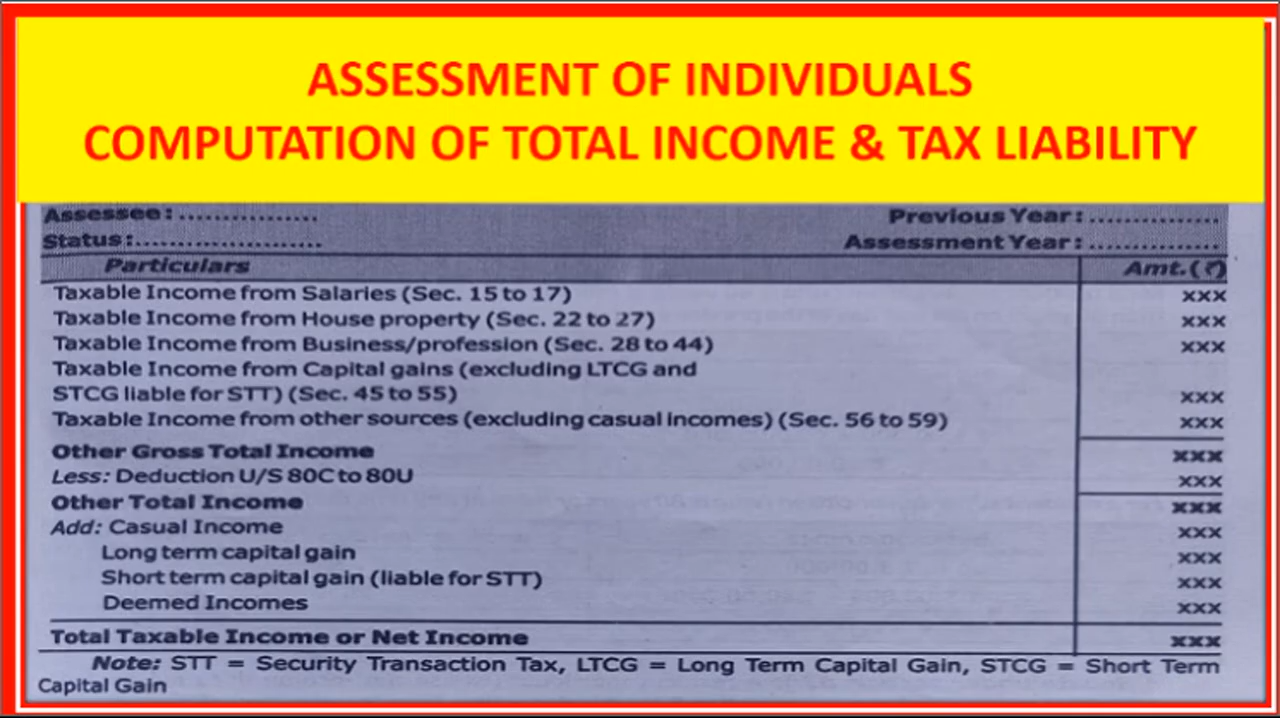 ASSESSMENT OF INDIVIDUALS
COMPUTATION OF TOTAL INCOME & TAX LIABILITY
Assessee: ................ Previous Year: ...............
Status:...................... Assessment Year: ...............
Particulars Amt.(₹)
Taxable Income from Salaries (Sec. 15 to 17) xxx
Taxable Income from House property (Sec. 22 to 27) xxx
Taxable Income from Business/profession (Sec. 28 to 44) xxx
Taxable Income from Capital gains (excluding LTCG and
STCG liable for STT) (Sec. 45 to 55) xxx
Taxable Income from other sources (excluding casual incomes) (Sec. 56 to 59) xxx
Other Gross Total Income xxx
Less: Deduction U/S 80C to 80U xxx
Other Total Income xxx
Add: Casual Income xxx
Long term capital gain xxx
Short term capital gain (liable for STT) xxx
Deemed Incomes xxx
Total Taxable Income or Net Income xxx
Note: STT = Security Transaction Tax, LTCG = Long Term Capital Gain, STCG = Short Term
Capital Gain